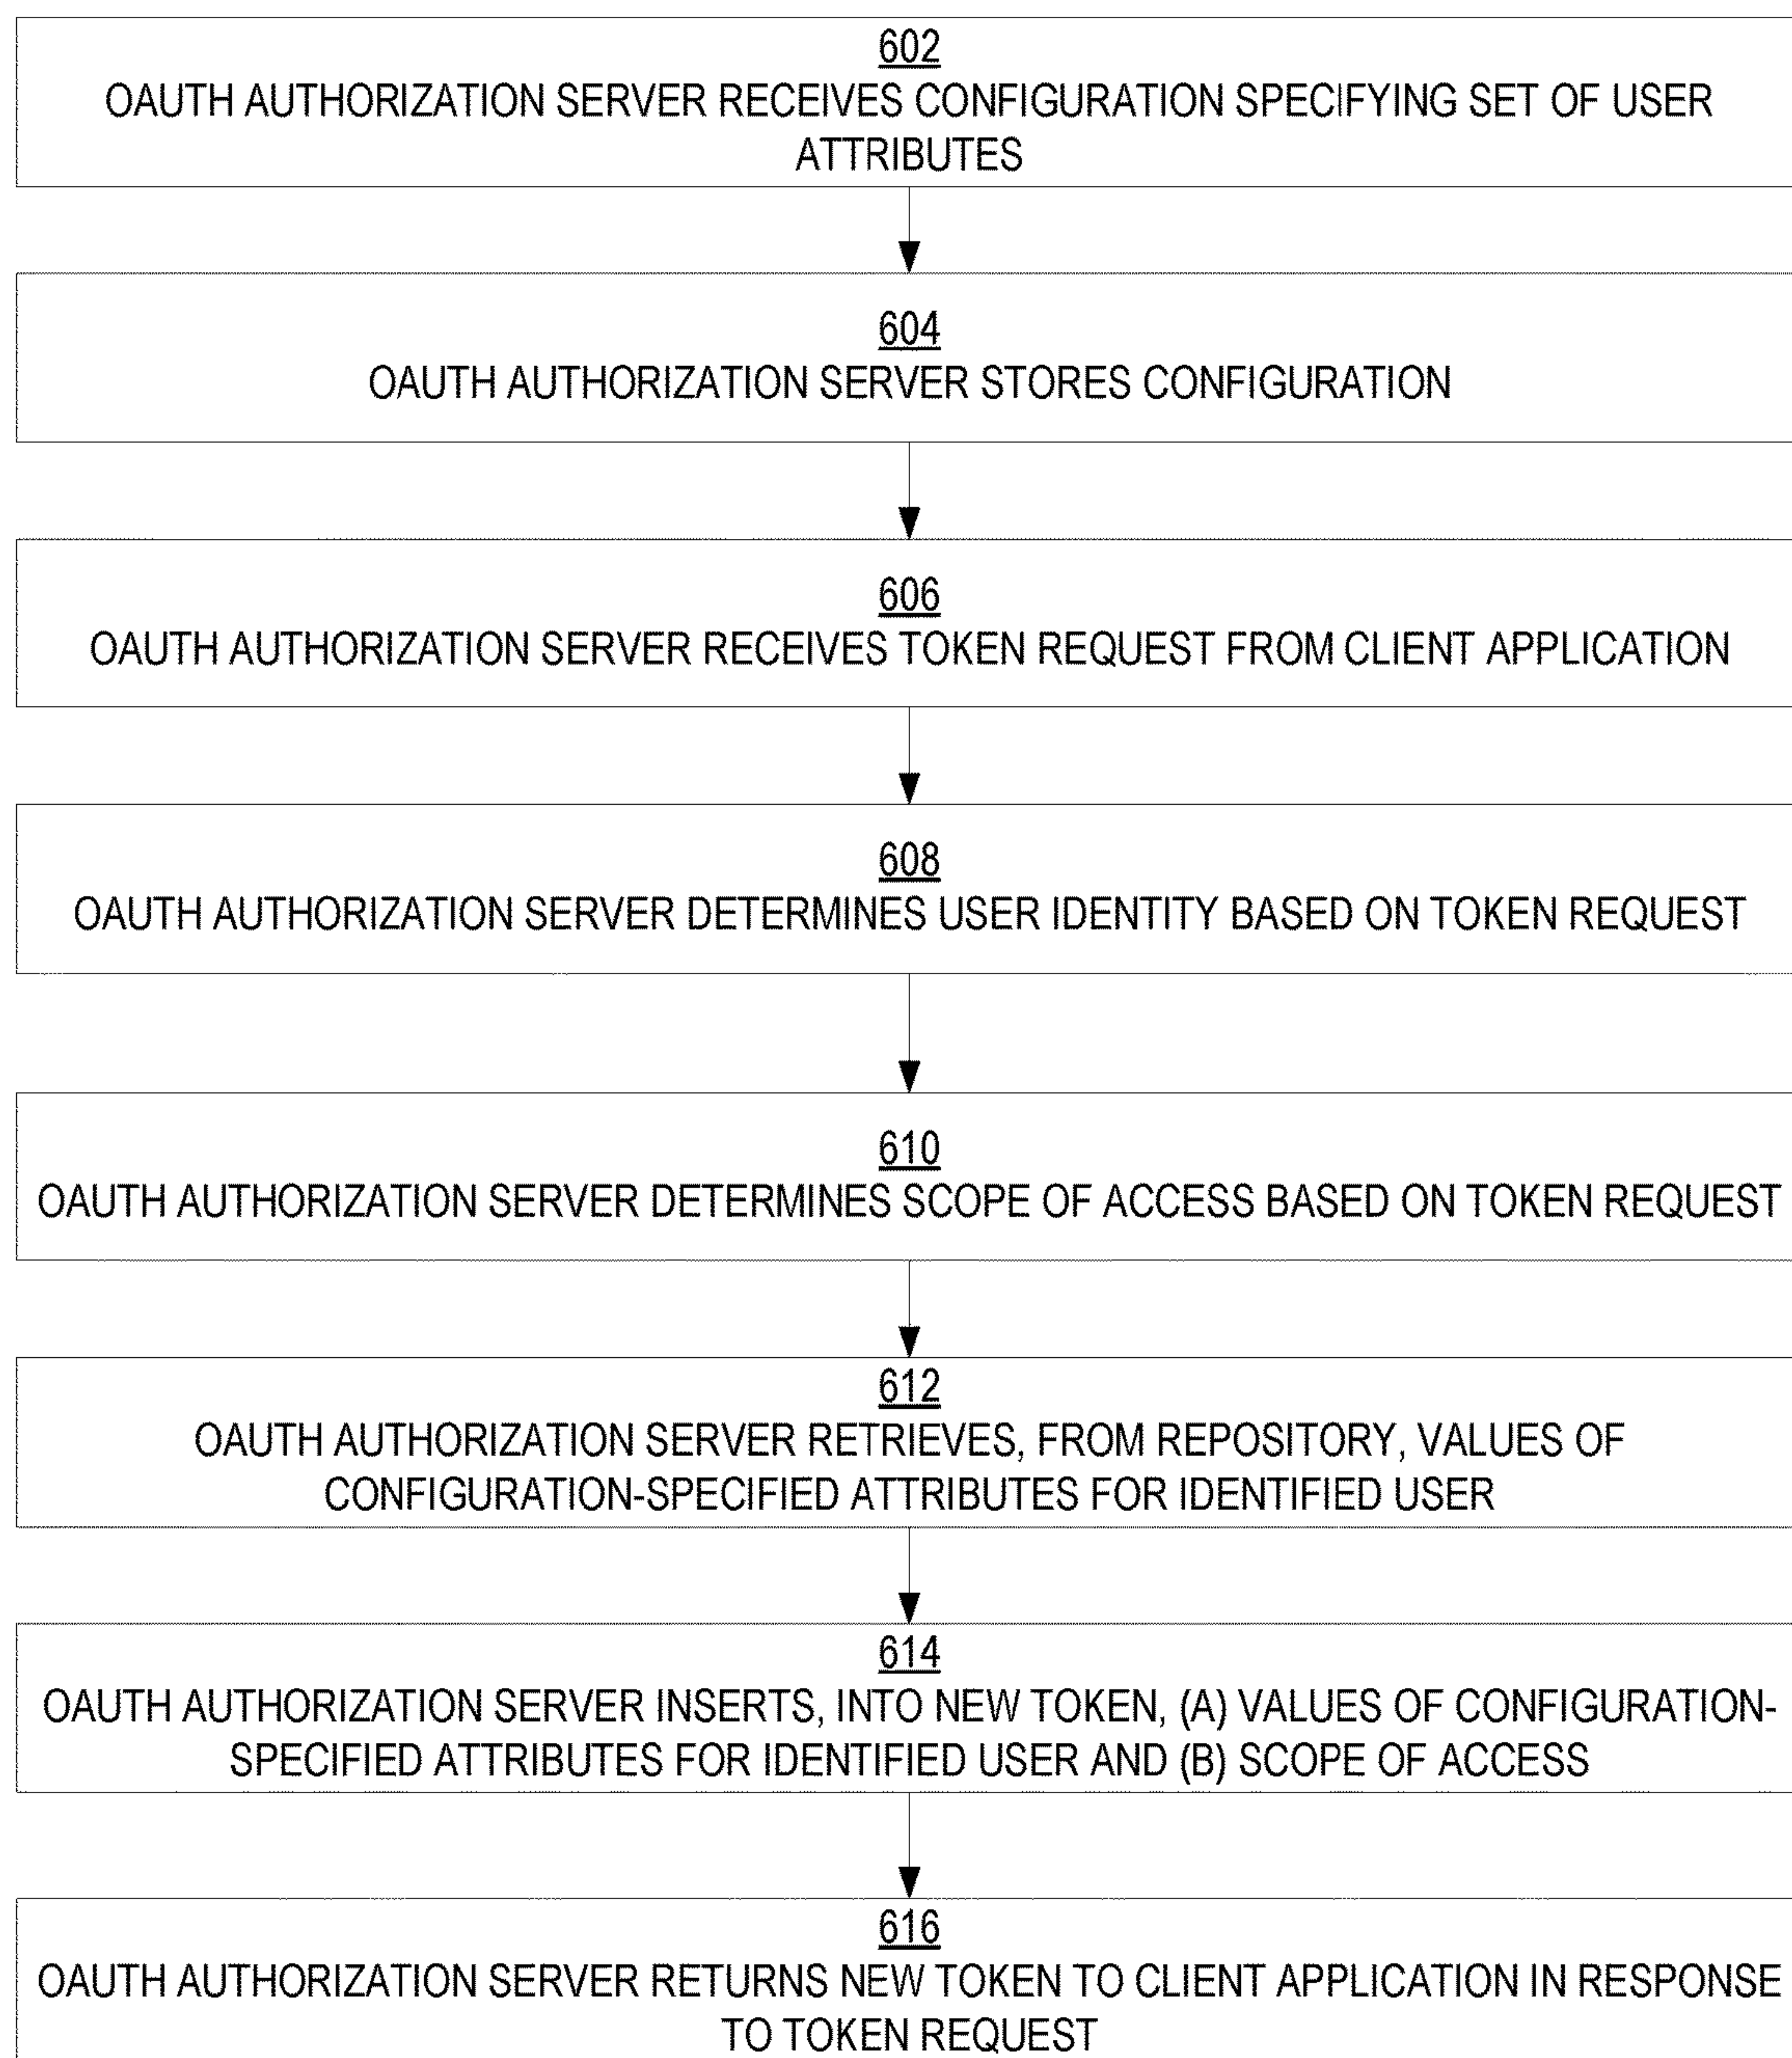 602
OAUTH AUTHORIZATION SERVER RECEIVES CONFIGURATION SPECIFYING SET OF USER
ATTRIBUTES
604
OAUTH AUTHORIZATION SERVER STORES CONFIGURATION
606
OAUTH AUTHORIZATION SERVER RECEIVES TOKEN REQUEST FROM CLIENT APPLICATION
608
OAUTH AUTHORIZATION SERVER DETERMINES USER IDENTITY BASED ON TOKEN REQUEST
610
OAUTH AUTHORIZATION SERVER DETERMINES SCOPE OF ACCESS BASED ON TOKEN REQUEST
612
OAUTH AUTHORIZATION SERVER RETRIEVES, FROM REPOSITORY, VALUES OF
CONFIGURATION-SPECIFIED ATTRIBUTES FOR IDENTIFIED USER
614
OAUTH AUTHORIZATION SERVER INSERTS, INTO NEW TOKEN, (A) VALUES OF CONFIGURATION-
SPECIFIED ATTRIBUTES FOR IDENTIFIED USER AND (B) SCOPE OF ACCESS
616
OAUTH AUTHORIZATION SERVER RETURNS NEW TOKEN TO CLIENT APPLICATION IN RESPONSE
TO TOKEN REQUEST